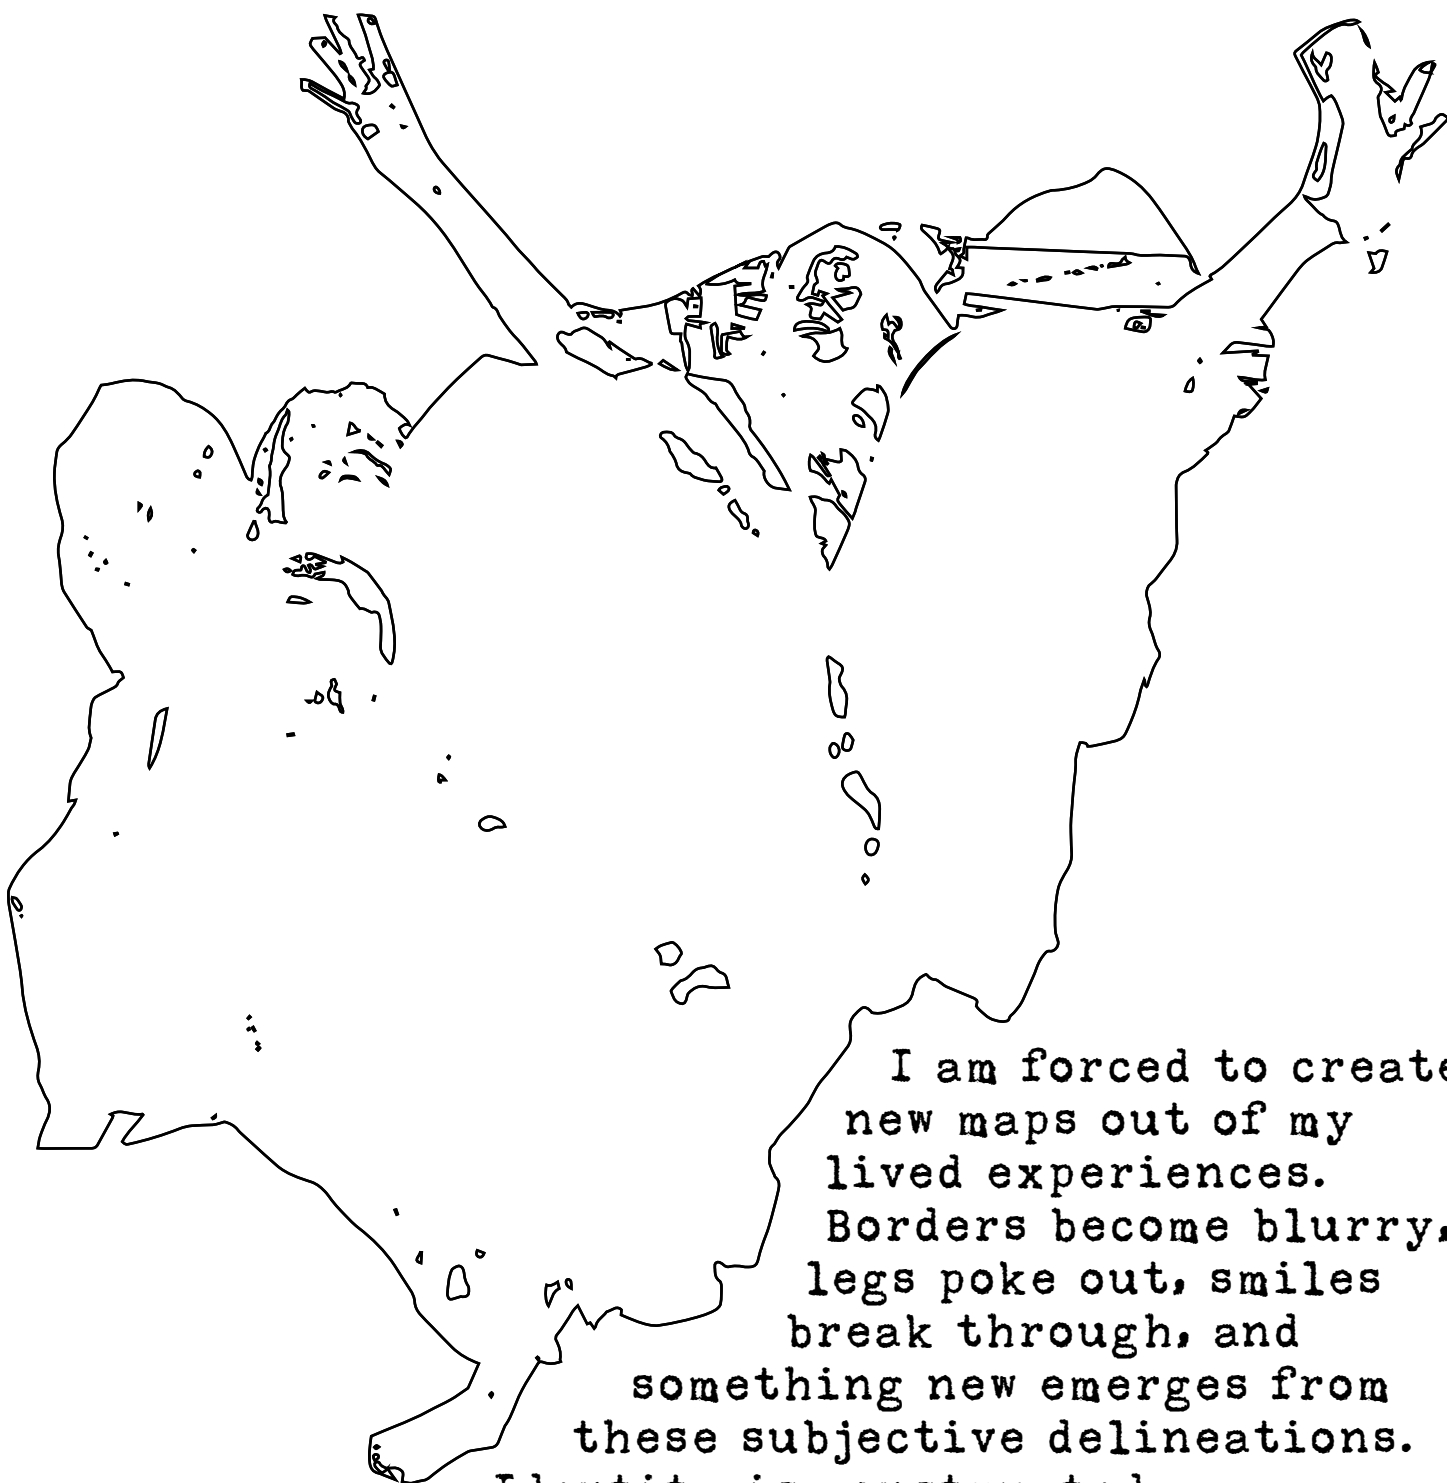 I am forced to create
new maps out of my
lived experiences.
Borders become blurry,
legs poke out, smiles
break through, and
something new emerges from
these subjective delineations.